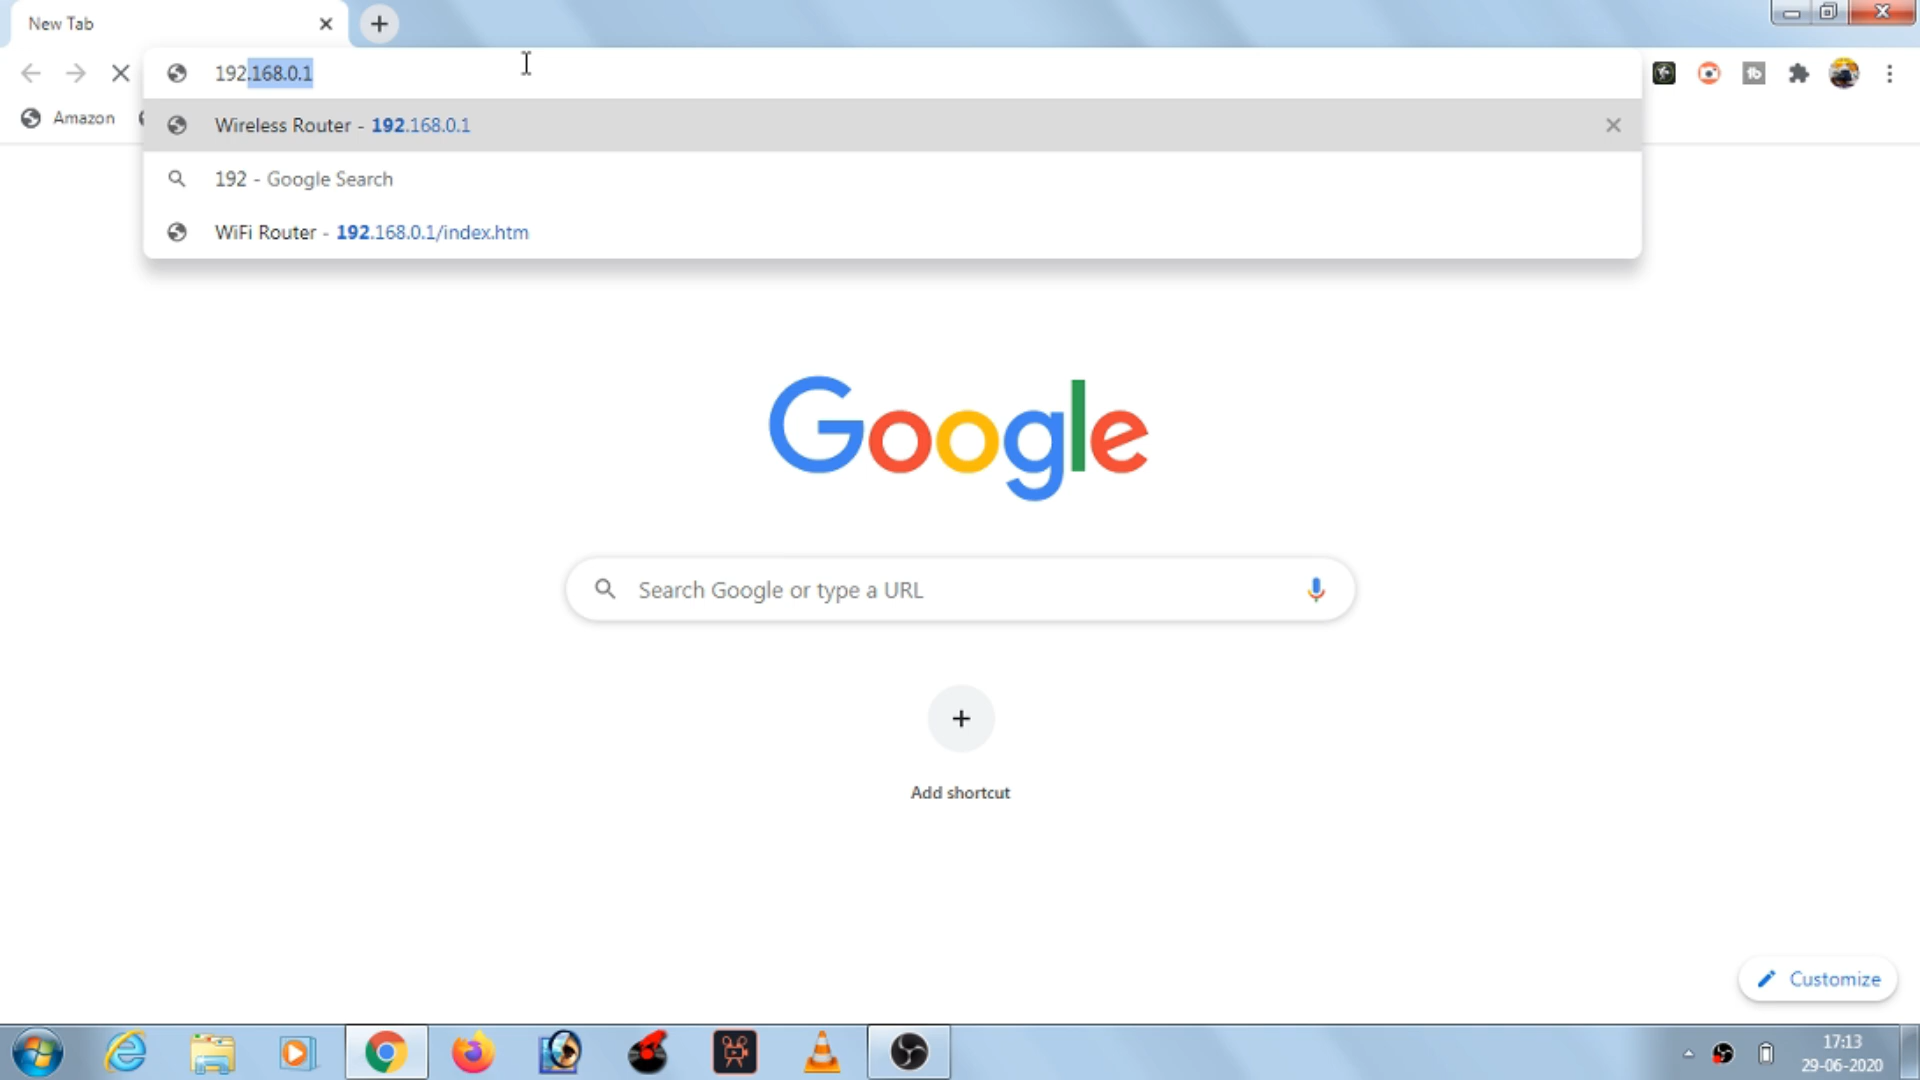 New Tab
192.168.0.1
Amazon
Wireless Router - 192.168.0.1
192 - Google Search
WiFi Router - 192.168.0.1/index.htm
Google
Search Google or type a URL
Add shortcut
Customize
17:13
29-06-2020